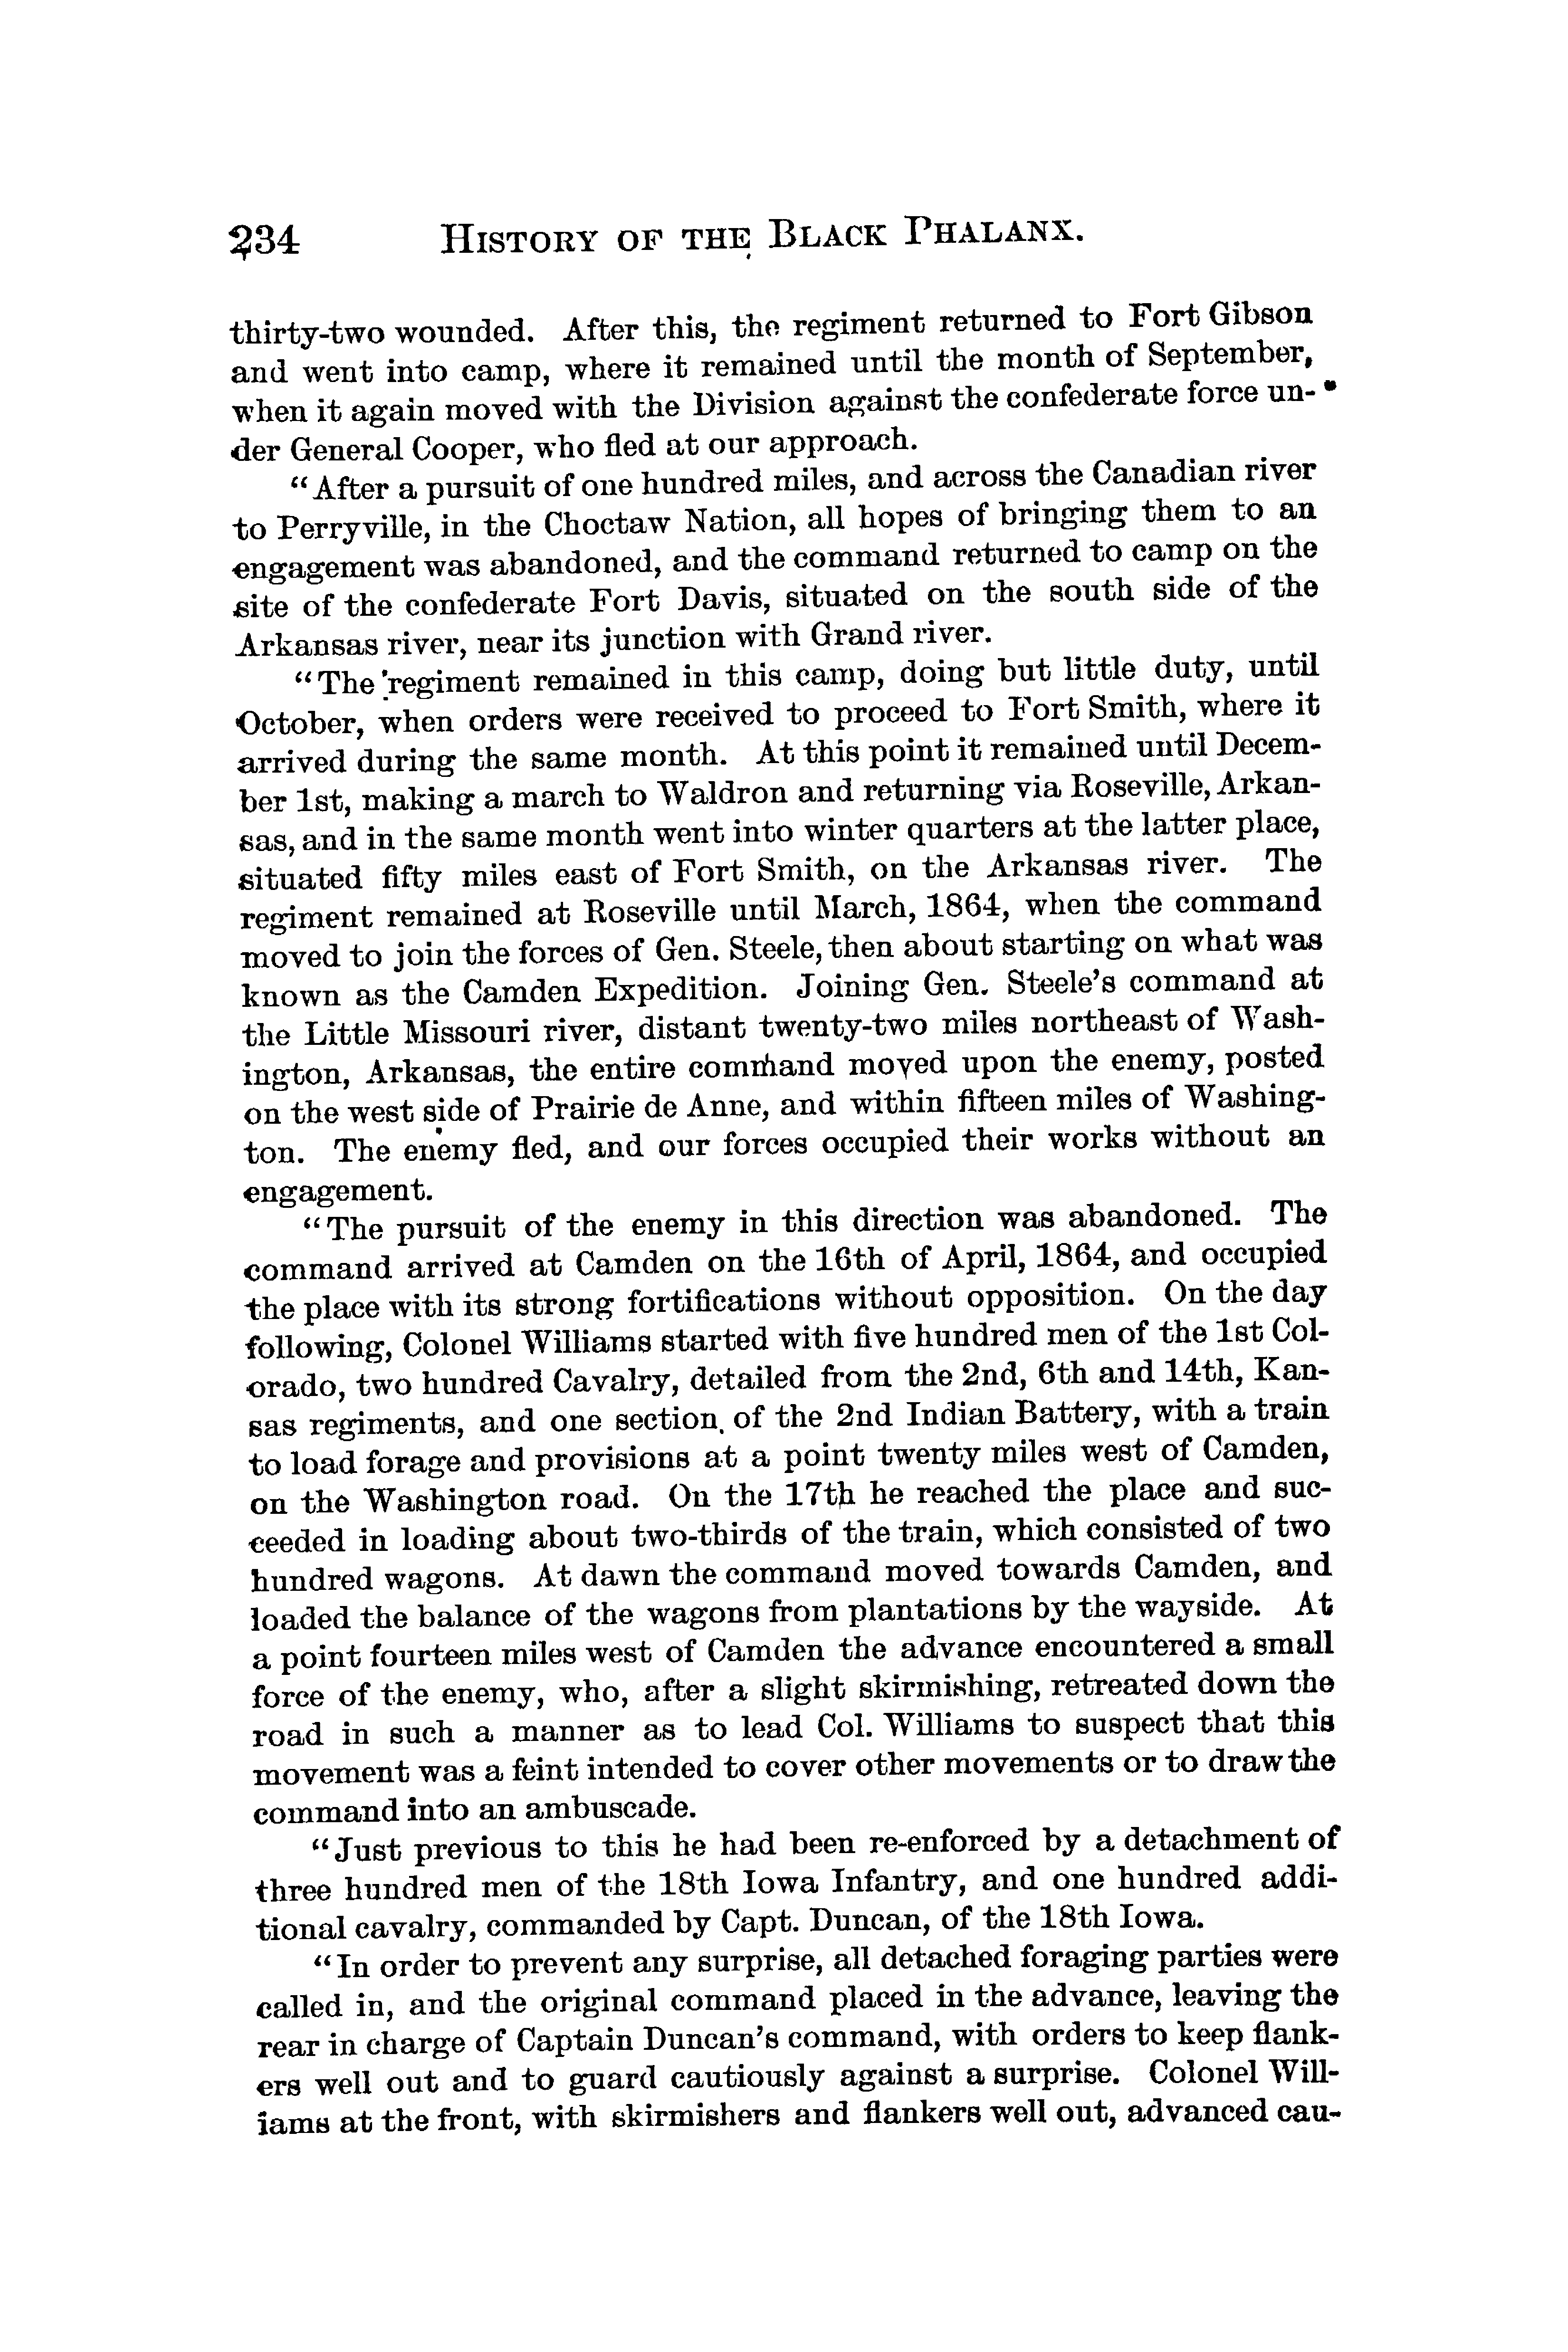 234 History of the Black Phalanx.
thirty-two wounded. After this, the regiment returned to Fort Gibson
and went into camp, where it remained until the month of September,
when it again moved with the Division against the confederate force un-
der General Cooper, who fled at our approach.
“After a pursuit of one hundred miles, and across the Canadian river
to Perryville, in the Choctaw Nation, all hopes of bringing them to an
engagement was abandoned, and the command returned to camp on the
site of the confederate Fort Davis, situated on the south side of the
Arkansas river, near its junction with Grand river.
“The regiment remained in this camp, doing but little duty, until
October, when orders were received to proceed to Fort Smith, where it
arrived during the same month. At this point it remained until Decem-
ber 1st, making a march to Waldron and returning via Roseville, Arkan-
sas, and in the same month went into winter quarters at the latter place,
situated fifty miles east of Fort Smith, on the Arkansas river. The
regiment remained at Roseville until March, 1864, when the command
moved to join the forces of Gen. Steele, then about starting on what was
known as the Camden Expedition. Joining Gen. Steele’s command at
the Little Missouri river, distant twenty-two miles northeast of Wash-
ington, Arkansas, the entire command moved upon the enemy, posted
on the west side of Prairie de Anne, and within fifteen miles of Washing-
ton. The enemy fled, and our forces occupied their works without an
engagement.
“The pursuit of the enemy in this direction was abandoned. The
command arrived at Camden on the 16th of April, 1864, and occupied
the place with its strong fortifications without opposition. On the day
following, Colonel Williams started with five hundred men of the 1st Col-
orado, two hundred Cavalry, detailed from the 2nd, 6th and 14th, Kan-
sas regiments, and one section of the 2nd Indian Battery, with a train
to load forage and provisions at a point twenty miles west of Camden,
on the Washington road. On the 17th he reached the place and suc-
ceeded in loading about two-thirds of the train, which consisted of two
hundred wagons. At dawn the command moved towards Camden, and
loaded the balance of the wagons from plantations by the wayside. At
a point fourteen miles west of Camden the advance encountered a small
force of the enemy, who, after a slight skirmishing, retreated down the
road in such a manner as to lead Col. Williams to suspect that this
movement was a feint intended to cover other movements or to draw the
command into an ambuscade.
“Just previous to this he had been re-enforced by a detachment of
three hundred men of the 18th Iowa Infantry, and one hundred addi-
tional cavalry, commanded by Capt. Duncan, of the 18th Iowa.
“In order to prevent any surprise, all detached foraging parties were
called in, and the original command placed in the advance, leaving the
rear in charge of Captain Duncan’s command, with orders to keep flank-
ers well out and to guard cautiously against a surprise. Colonel Will-
iams at the front, with skirmishers and flankers well out, advanced cau-